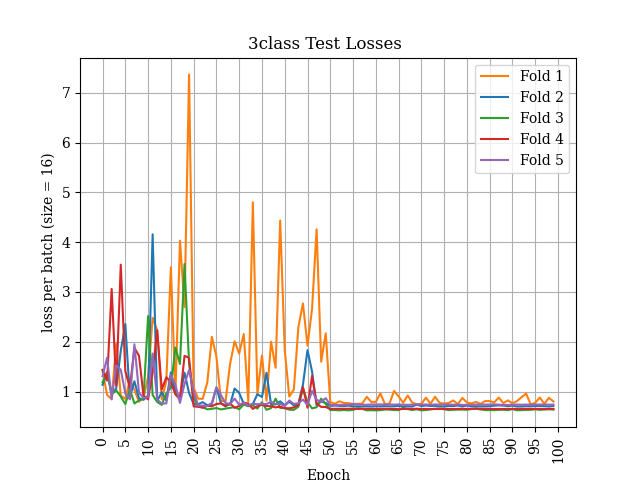 3class Test Losses
loss per batch (size = 16)
7
6
5
4
3
2
1
Fold 1
Fold 2
Fold 3
Fold 4
Fold 5
0 5 10 15 20 25 30 35 40 45 50 55 60 65 70 75 80 85 90 95 100
Epoch